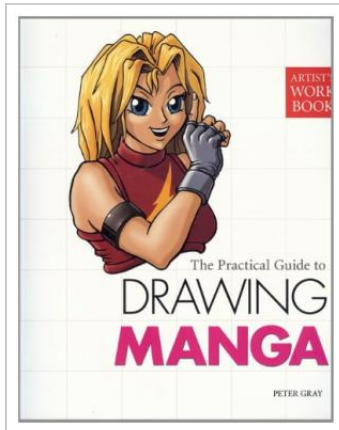 ARTIST'S
WORK
BOOK
The Practical Guide to
DRAWING
MANGA
PETER GRAY